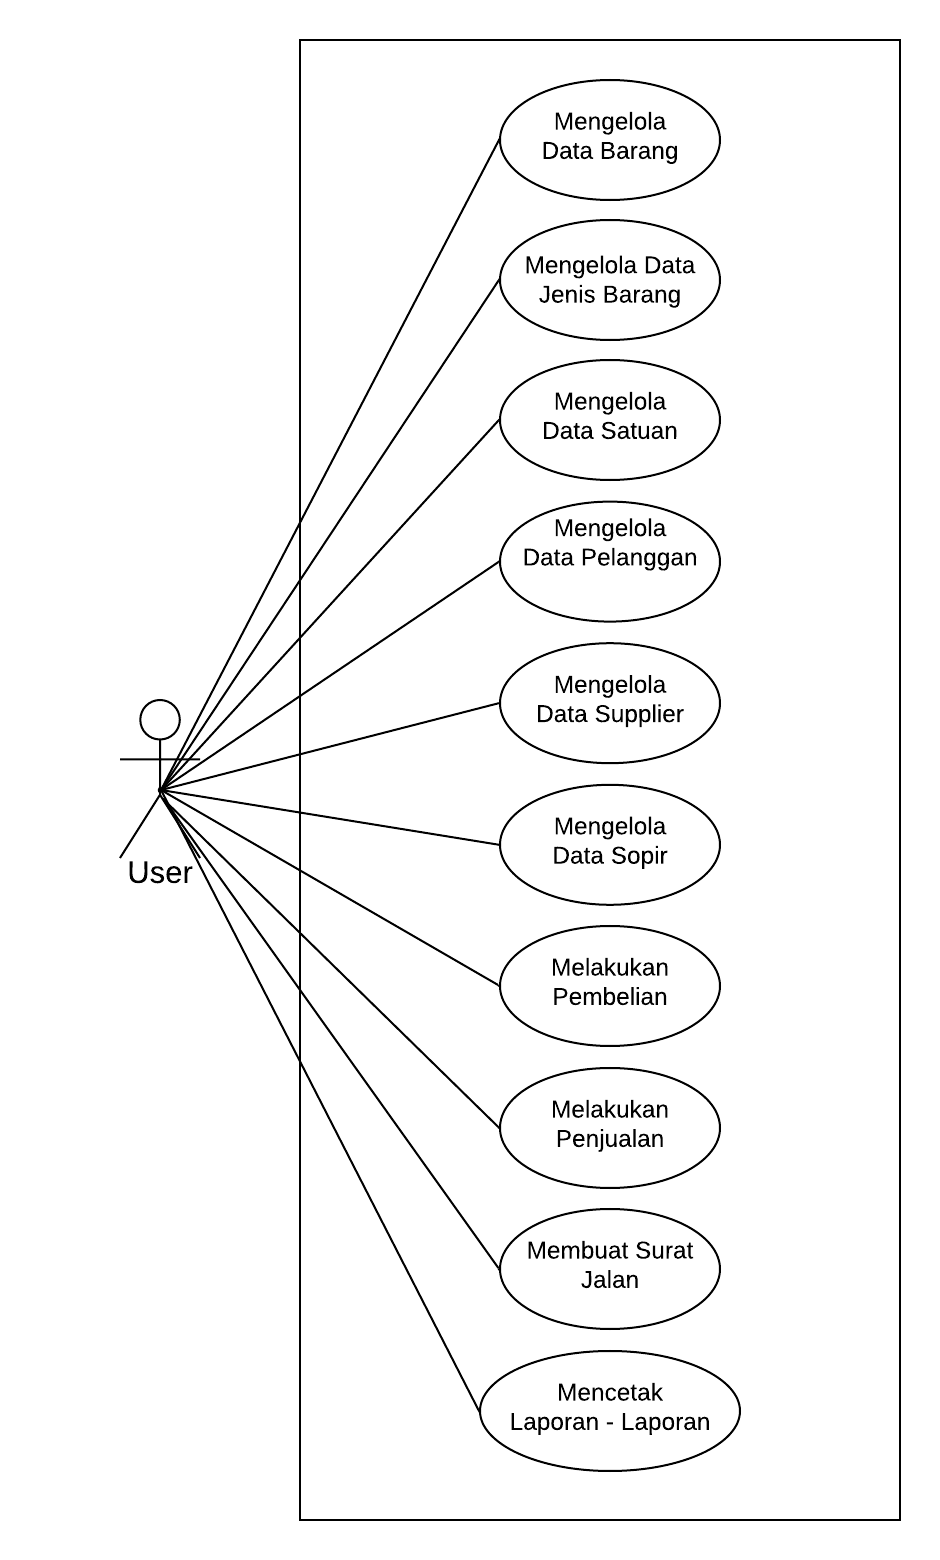 Mengelola
Data Barang
Mengelola Data
Jenis Barang
Mengelola
Data Satuan
Mengelola
Data Pelanggan
Mengelola
Data Supplier
Mengelola
Data Sopir
User
Melakukan
Pembelian
Melakukan
Penjualan
Membuat Surat
Jalan
Mencetak
Laporan - Laporan